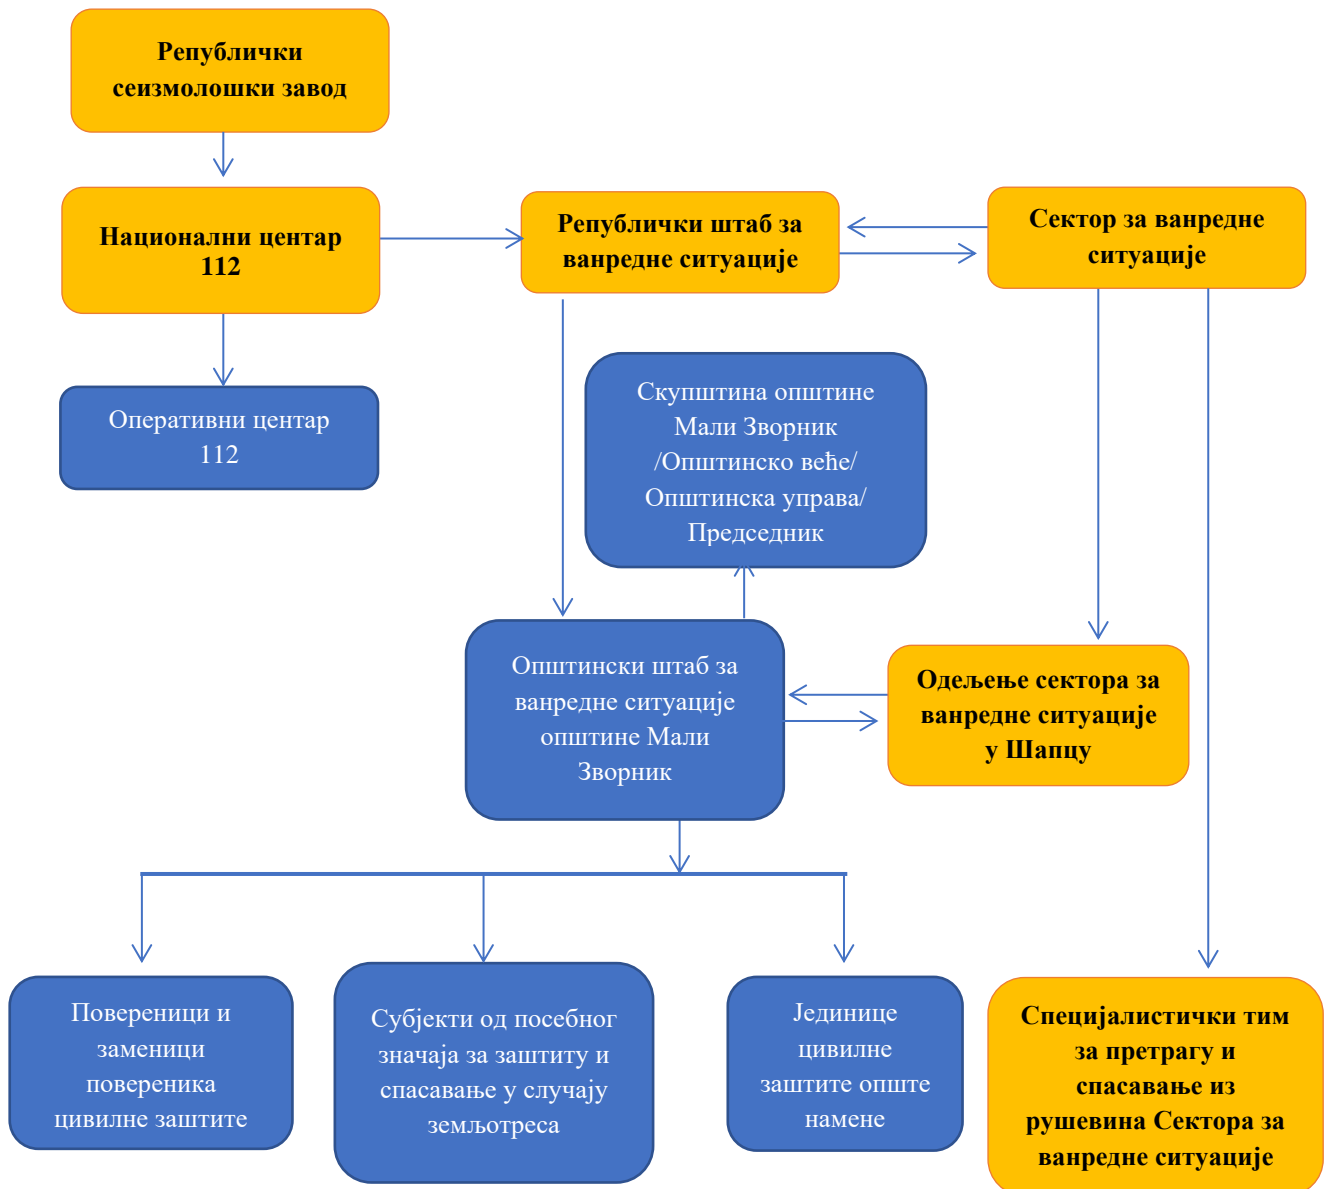 Републички
сеизмолошки завод
Национални центар
112
Републички штаб за
ванредне ситуације
Сектор за ванредне
ситуације
Оперативни центар
112
Скупштина општине
Мали Зворник
/Општинско веће/
Општинска управа/
Председник
Општински штаб за
ванредне ситуације
општине Мали
Зворник
Одељење сектора за
ванредне ситуације
у Шапцу
Повереници и
заменици
повереника
цивилне заштите
Субјекти од посебног
значаја за заштиту и
спасавање у случају
земљотреса
Јединице
цивилне
заштите опште
намене
Специјалистички тим
за претрагу и
спасавање из
рушевина Сектора за
ванредне ситуације